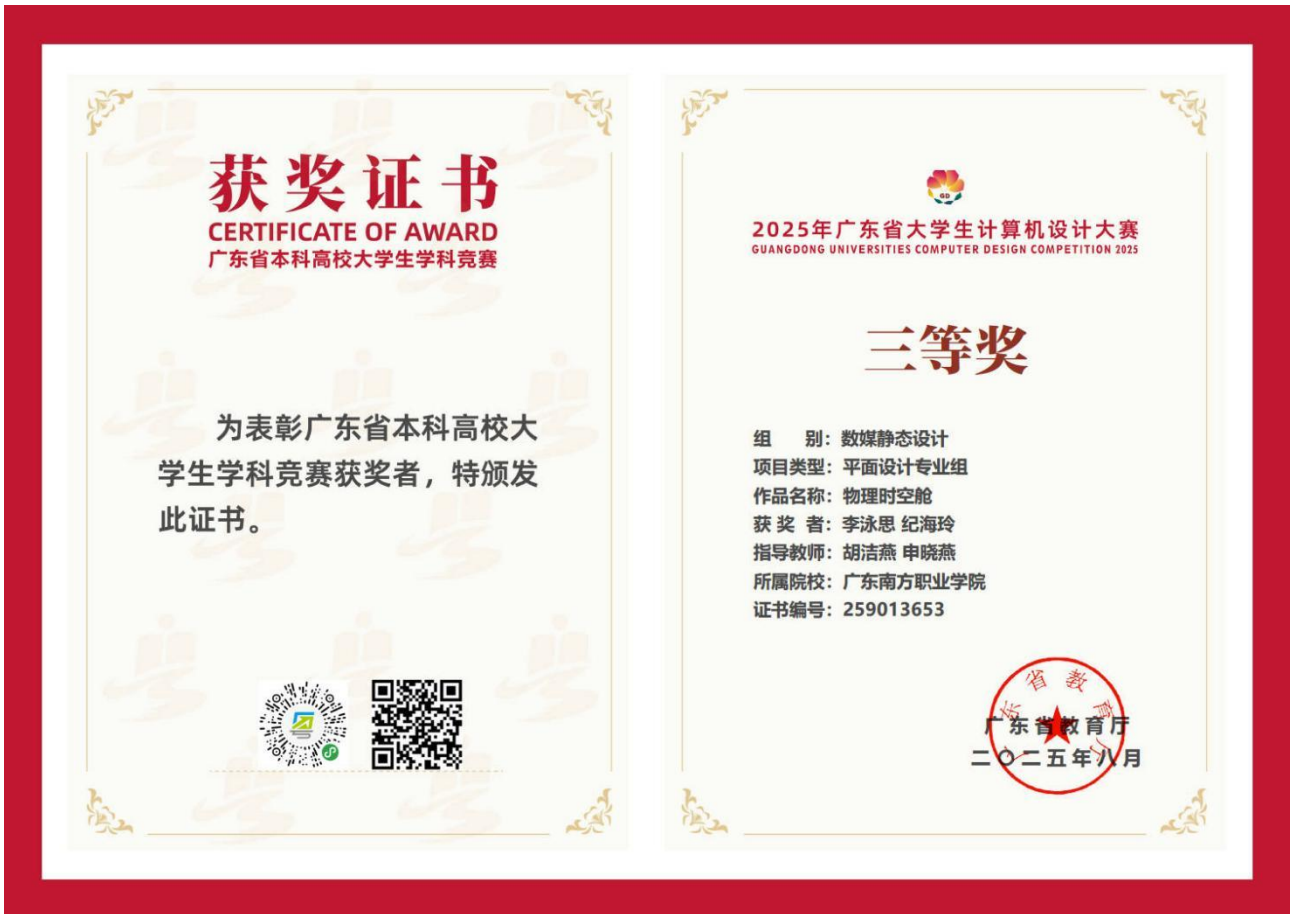 获奖证书
CERTIFICATE OF AWARD
广东省本科高校大学生学科竞赛
为表彰广东省本科高校大
学生学科竞赛获奖者，特颁发
此证书。
GD
2025年广东省大学生计算机设计大赛
GUANGDONG UNIVERSITIES COMPUTER DESIGN COMPETITION 2025
三等奖
组 别：数媒静态设计
项目类型：平面设计专业组
作品名称：物理时空舱
获 奖 者：李泳思 纪海玲
指导教师：胡洁燕 申晓燕
所属院校：广东南方职业学院
证书编号：259013653
广东省教育厅
广东省教育厅
二〇二五年八月